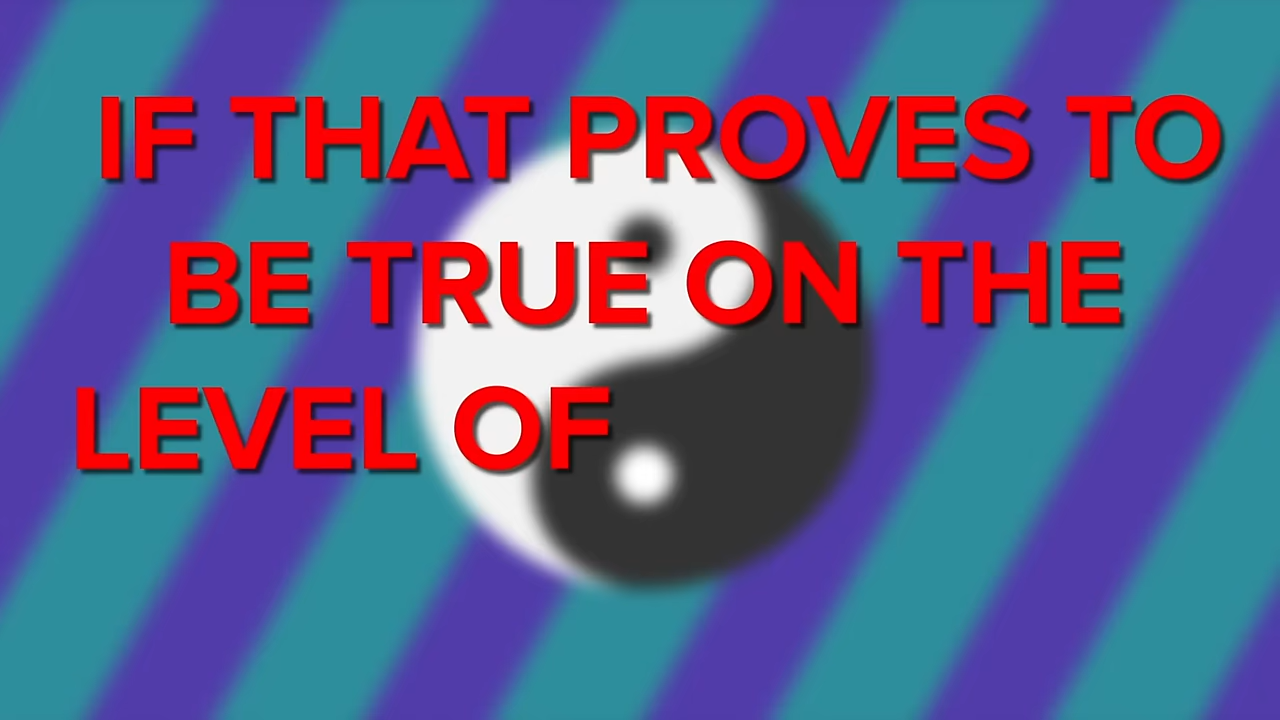 IF THAT PROVES TO
BE TRUE ON THE
LEVEL OF